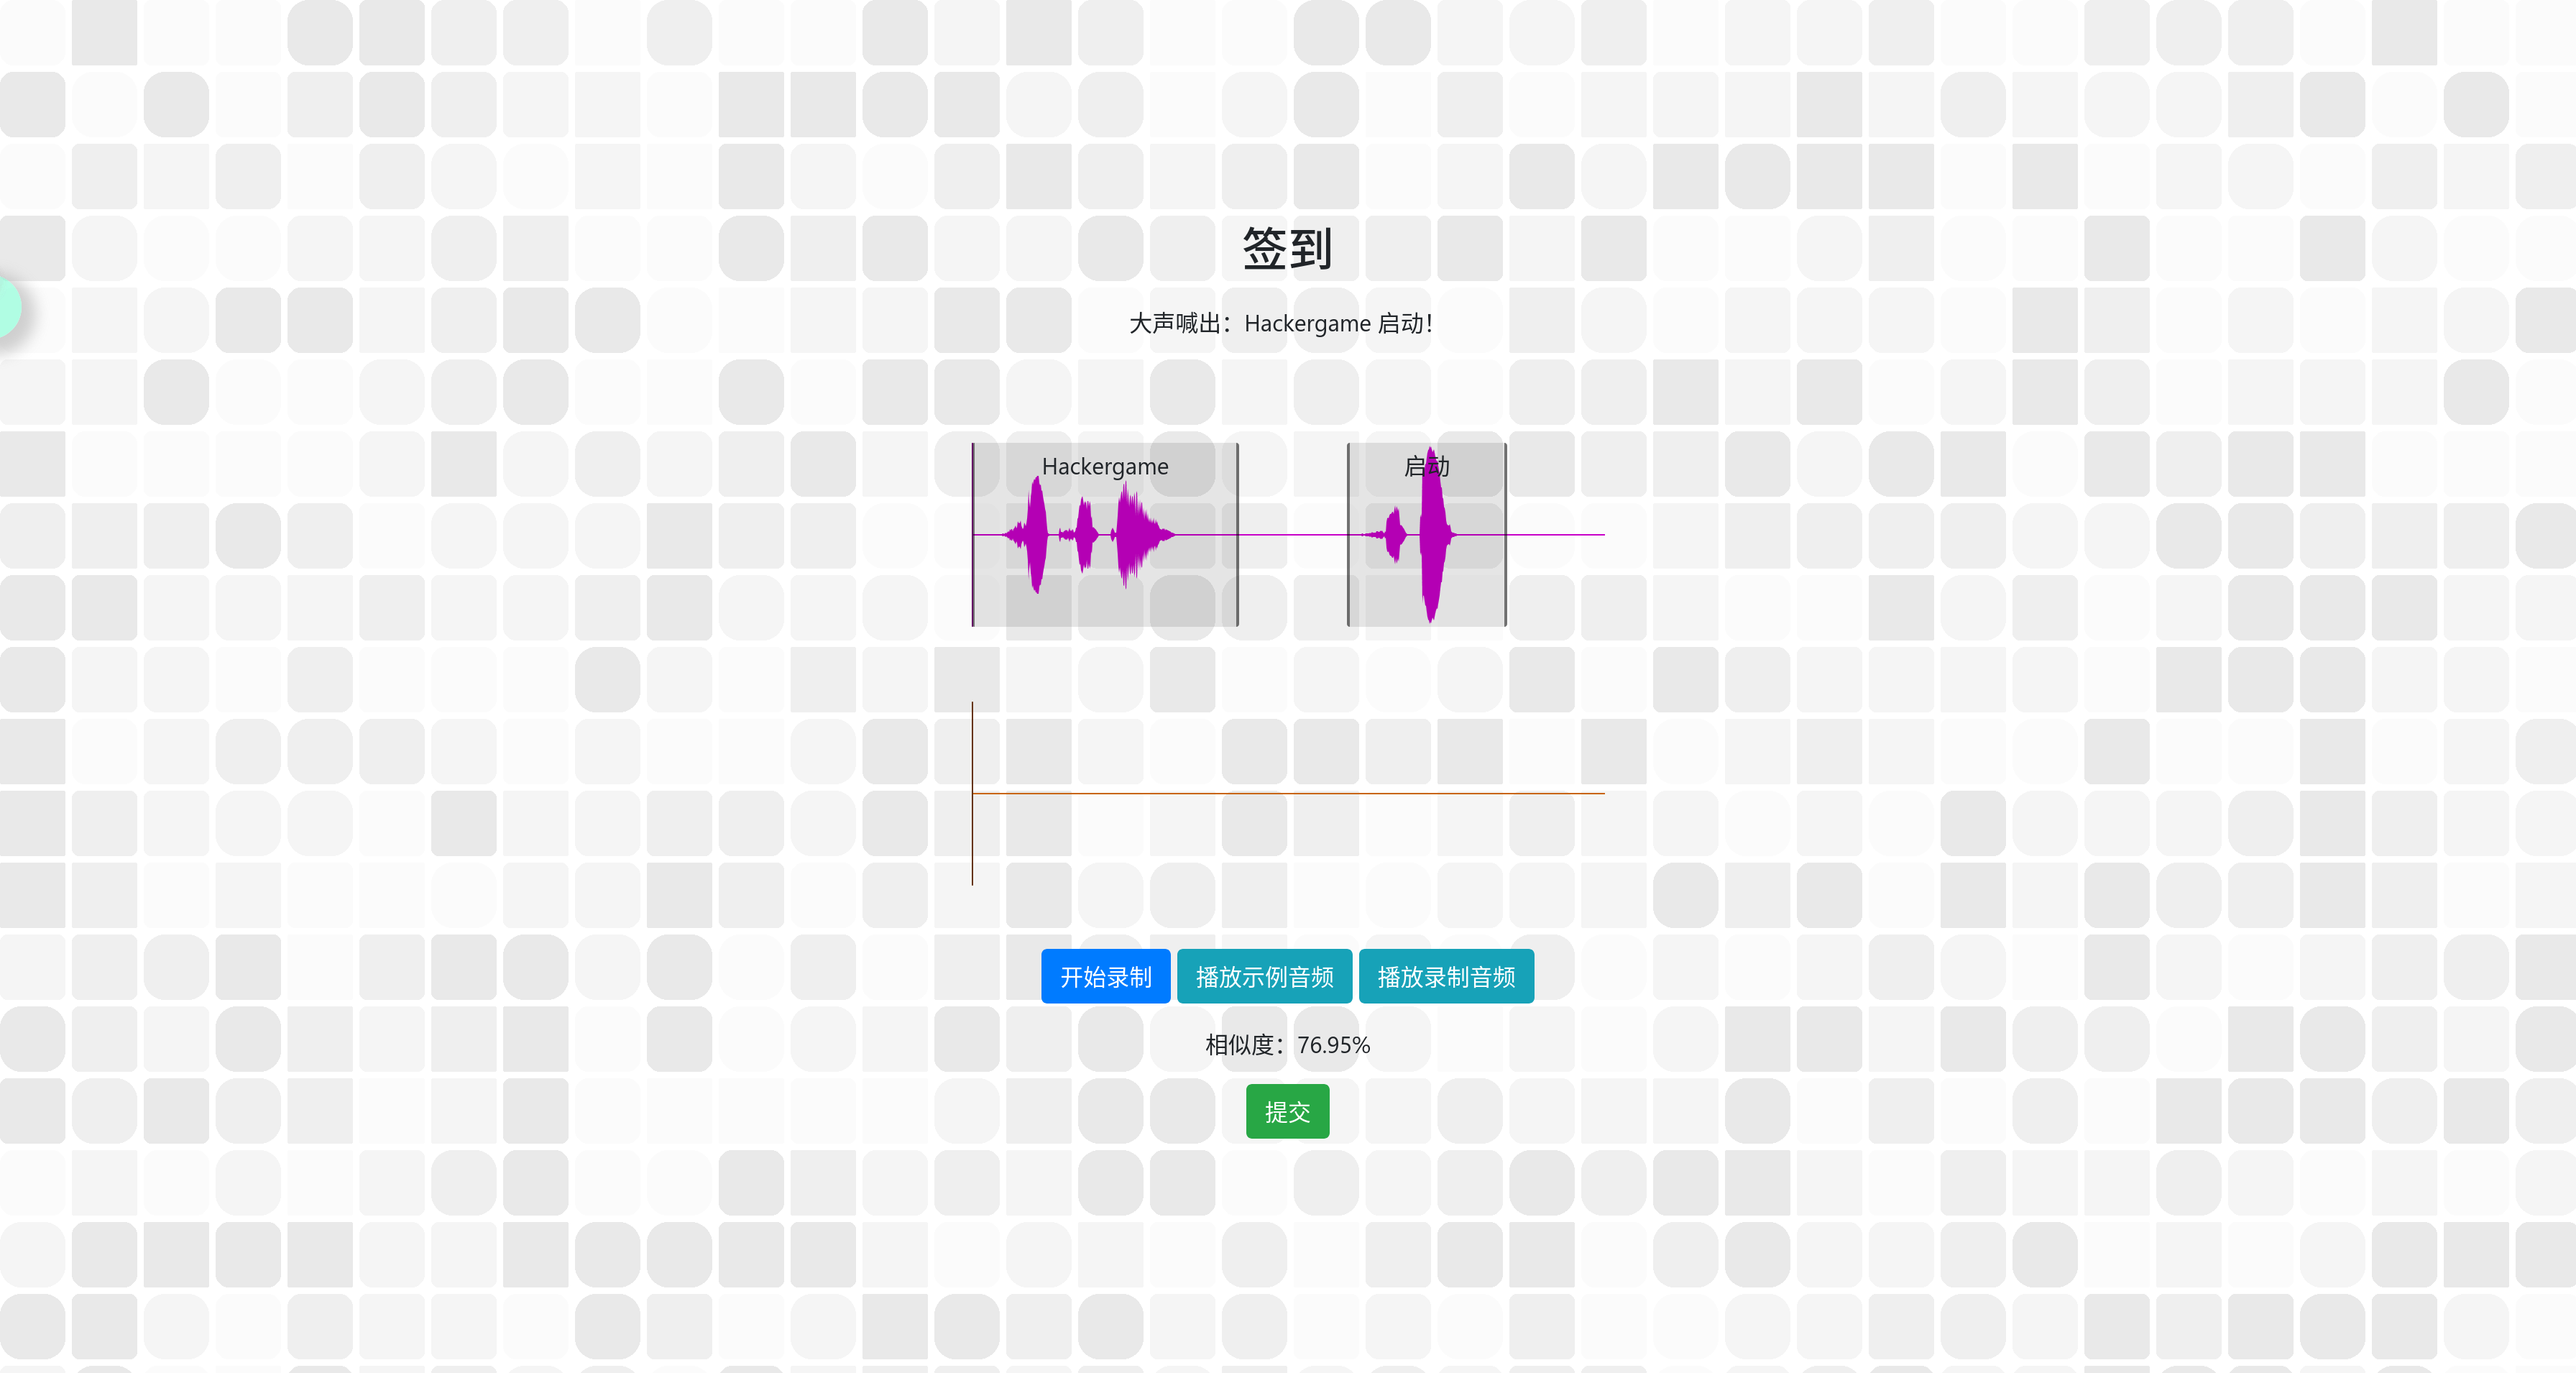 签到
大声喊出：Hackergame 启动！
Hackergame
启动
开始录制 播放示例音频 播放录制音频
相似度：76.95%
提交